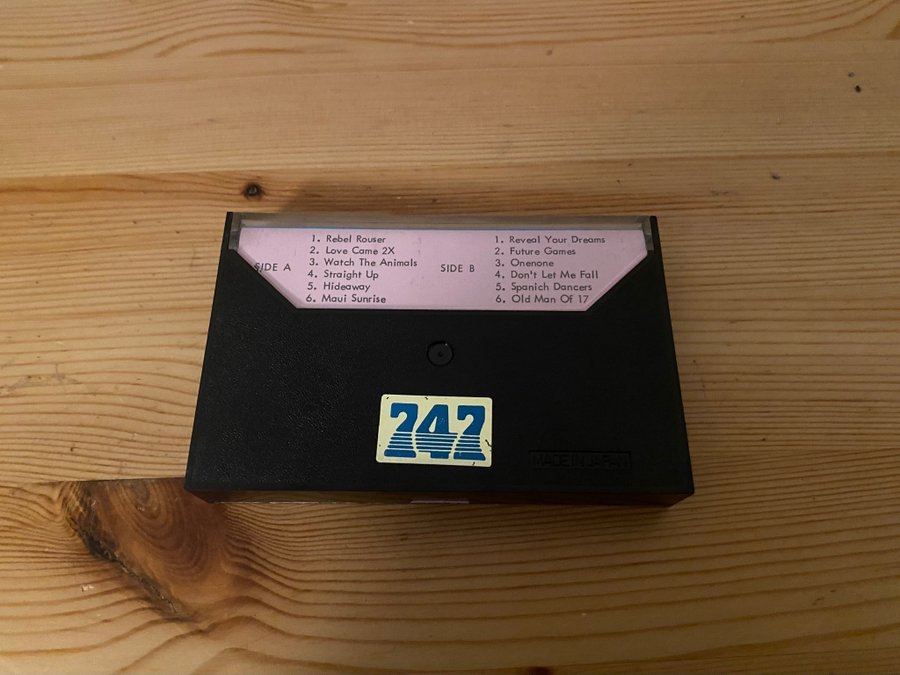 SIDE A
1. Rebel Rouser
2. Love Came 2X
3. Watch The Animals
4. Straight Up
5. Hideaway
6. Maui Sunrise
SIDE B
1. Reveal Your Dreams
2. Future Games
3. Onenone
4. Don't Let Me Fall
5. Spanich Dancers
6. Old Man Of 17
747
MADE IN JAPAN